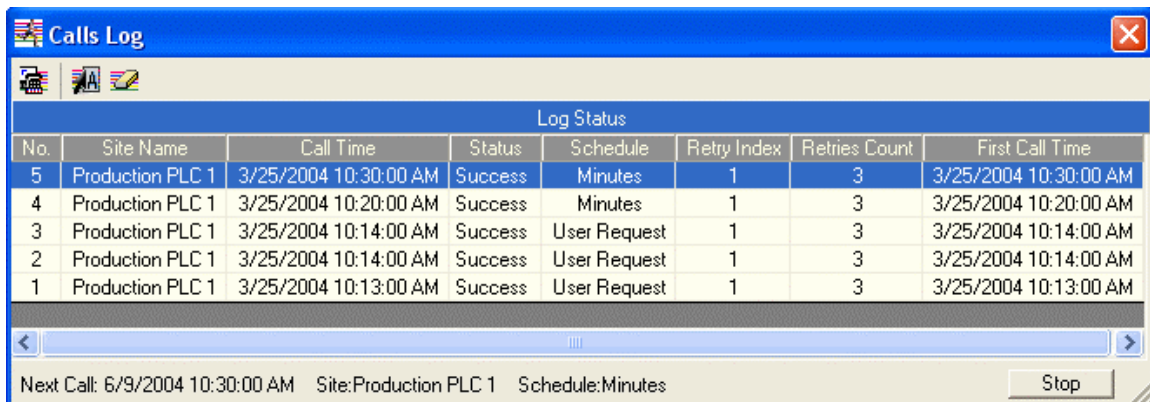 Calls Log
Log Status
No. Site Name Call Time Status Schedule Retry Index Retries Count First Call Time
5 Production PLC 1 3/25/2004 10:30:00 AM Success Minutes 1 3 3/25/2004 10:30:00 AM
4 Production PLC 1 3/25/2004 10:20:00 AM Success Minutes 1 3 3/25/2004 10:20:00 AM
3 Production PLC 1 3/25/2004 10:14:00 AM Success User Request 1 3 3/25/2004 10:14:00 AM
2 Production PLC 1 3/25/2004 10:14:00 AM Success User Request 1 3 3/25/2004 10:14:00 AM
1 Production PLC 1 3/25/2004 10:13:00 AM Success User Request 1 3 3/25/2004 10:13:00 AM
Next Call: 6/9/2004 10:30:00 AM Site:Production PLC 1 Schedule:Minutes Stop